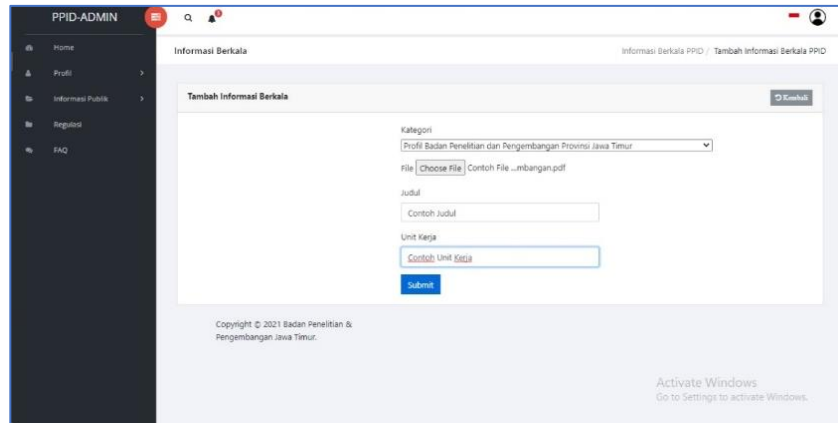 PPID-ADMIN
Home
Profil
Informasi Publik
Regulasi
FAQ
Informasi Berkala
Informasi Berkala PPID / Tambah Informasi Berkala PPID
Tambah Informasi Berkala
Kembali
Kategori
Profil Badan Penelitian dan Pengembangan Provinsi Jawa Timur
File Choose File Contoh File ...mbangan.pdf
Judul
Contoh Judul
Unit Kerja
Contoh Unit Kerja
Submit
Copyright © 2021 Badan Penelitian &
Pengembangan Jawa Timur.
Activate Windows
Go to Settings to activate Windows.